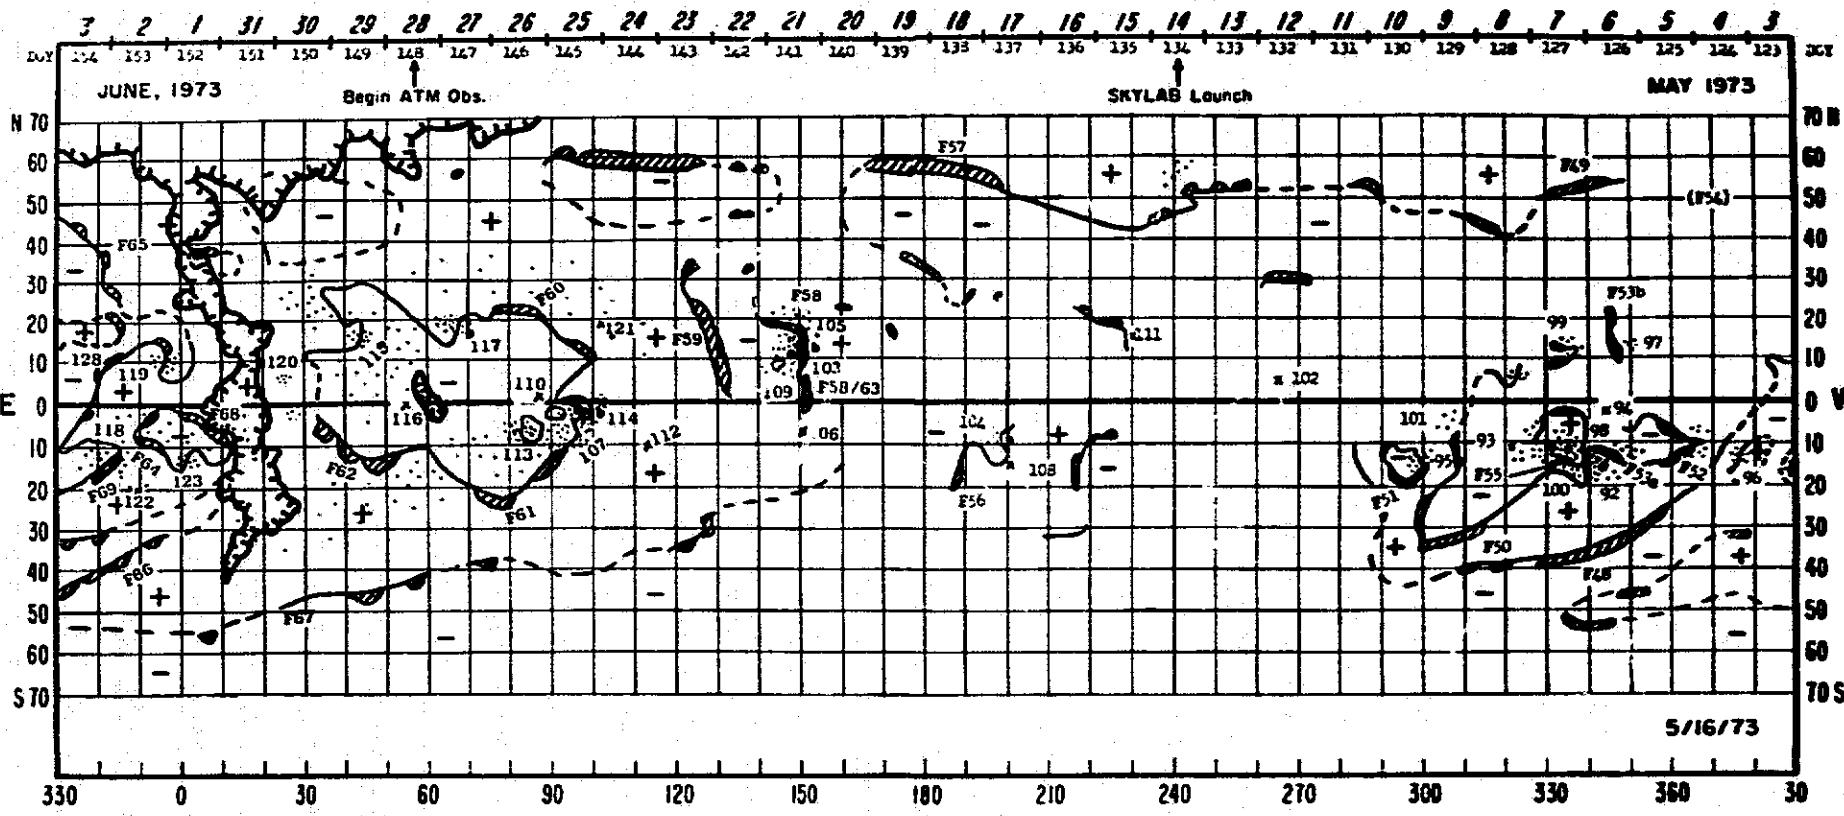 3 2 1 31 30 29 28 27 26 25 24 23 22 21 20 19 18 17 16 15 14 13 12 11 10 9 8 7 6 5 4 3
DOY 154 153 152 151 150 149 148 147 146 145 144 143 142 141 140 139 138 137 136 135 134 133 132 131 130 129 128 127 126 125 124 123 DOY
JUNE, 1973 Begin ATM Obs. SKYLAB Launch MAY 1973
N 70 70 N
F57
60 F49 60
50 (F54) 50
F65
40 40
30 30
F60 F58 F53b
20 121 105 99 20
128 115 117 F59 111 97
119 120 103
10 10
110 109 F58/63 102
E 0 0 W
F68 116 114 104 101 94
118 113 107 112 06 93 98
10 10
F64 F62 108 95 F55 F52 96
F69 123 F56 F51 100 92
122 F61
20 20
30 30
F50
F66 F48
40 40
50 50
F67
60 60
S 70 70 S
5/16/73
330 0 30 60 90 120 150 180 210 240 270 300 330 360 30